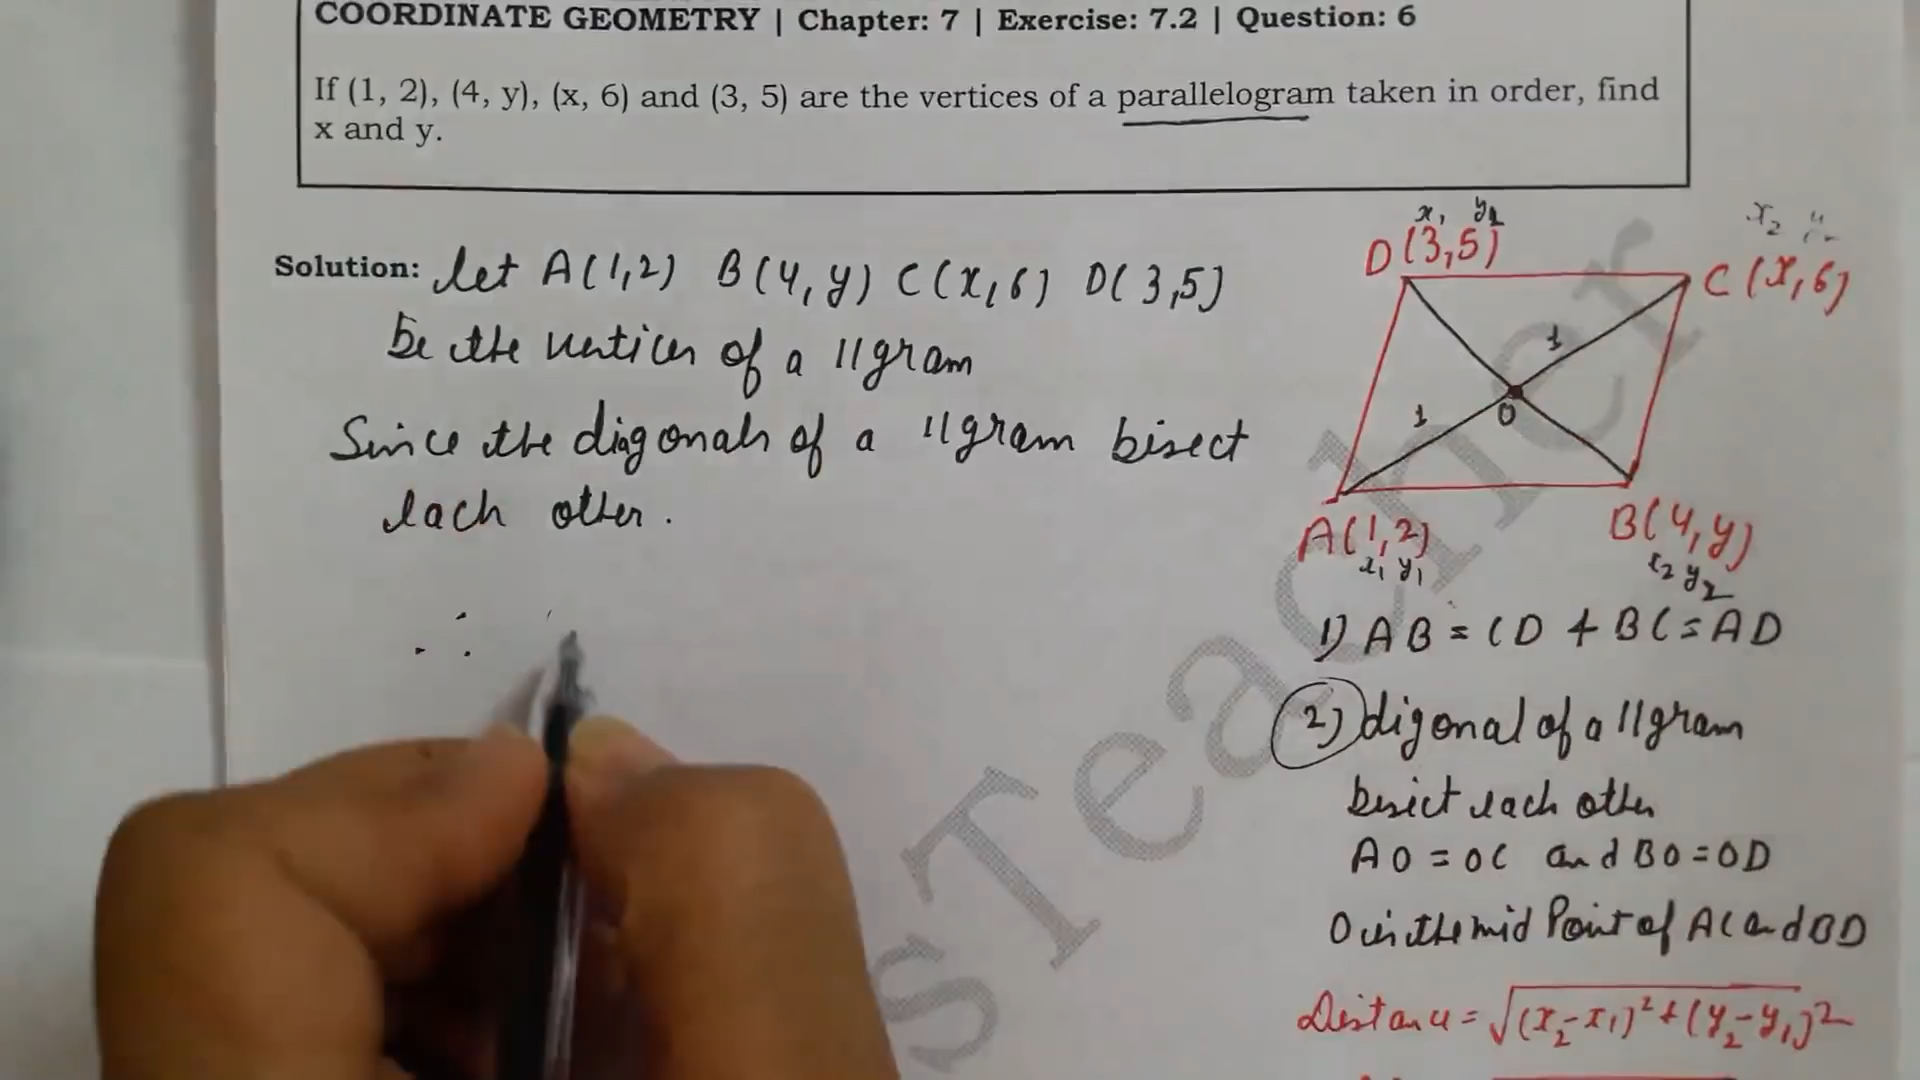 COORDINATE GEOMETRY | Chapter: 7 | Exercise: 7.2 | Question: 6
If (1, 2), (4, y), (x, 6) and (3, 5) are the vertices of a parallelogram taken in order, find
x and y.
Solution: let A(1,2) B(4,y) C(x,6) D(3,5)
be the vertices of a ||gram
Since the diagonals of a ||gram bisect
each other.
∴
x, y1
D(3,5)
x2
C(x,6)
1
1
O
A(1,2)
x1 y1
B(4,y)
x2 y2
1) AB = CD + BC = AD
2) digonal of a ||gram
bisect each other
AO = OC and BO = OD
O is the mid Point of AC and BD
Distance = √(x2-x1)²+(y2-y1)²
sTeacher